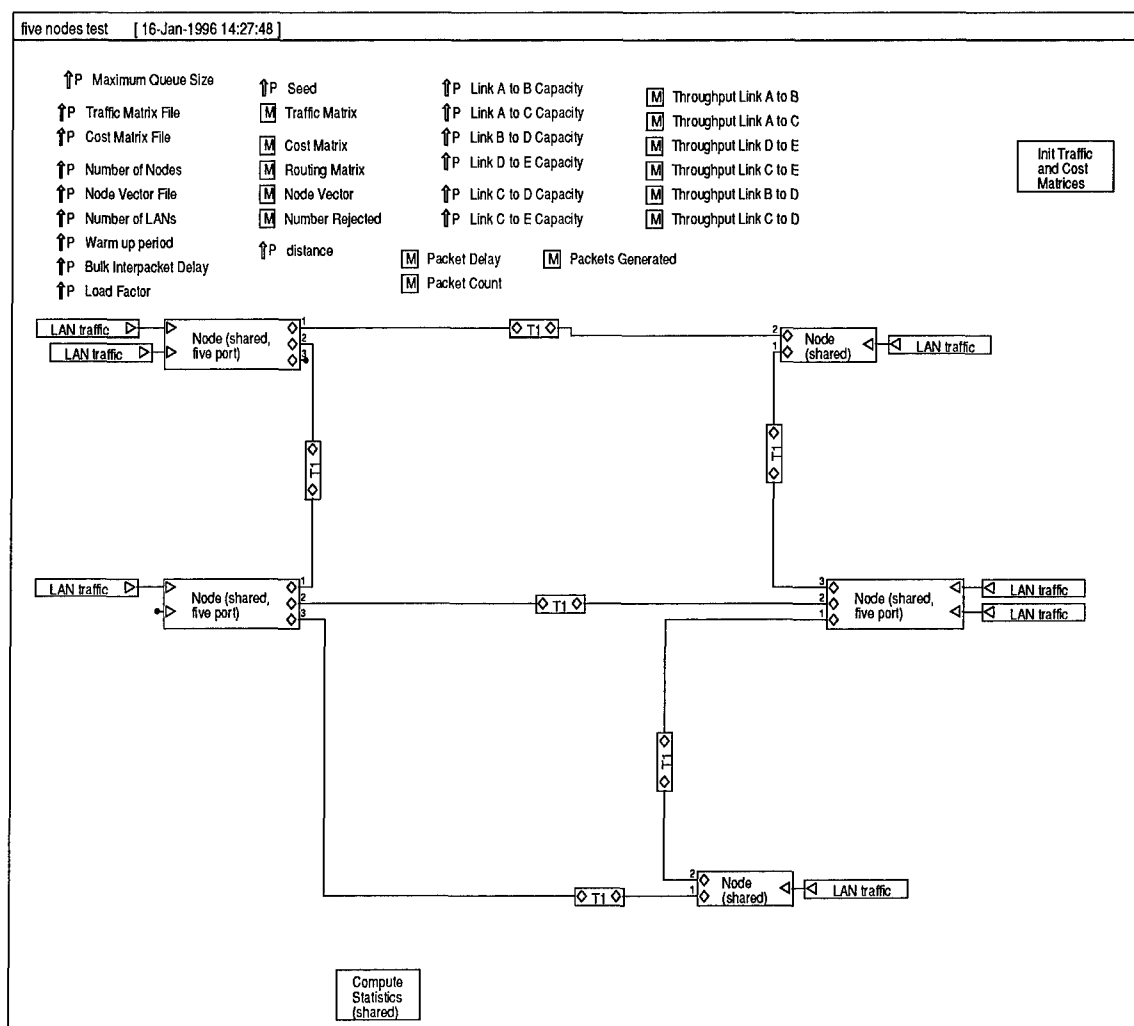 five nodes test [ 16-Jan-1996 14:27:48 ]
⇑P Maximum Queue Size
⇑P Traffic Matrix File
⇑P Cost Matrix File
⇑P Number of Nodes
⇑P Node Vector File
⇑P Number of LANs
⇑P Warm up period
⇑P Bulk Interpacket Delay
⇑P Load Factor
⇑P Seed
M Traffic Matrix
M Cost Matrix
M Routing Matrix
M Node Vector
M Number Rejected
⇑P distance
⇑P Link A to B Capacity
⇑P Link A to C Capacity
⇑P Link B to D Capacity
⇑P Link D to E Capacity
⇑P Link C to D Capacity
⇑P Link C to E Capacity
M Packet Delay
M Packet Count
M Packets Generated
M Throughput Link A to B
M Throughput Link A to C
M Throughput Link D to E
M Throughput Link C to E
M Throughput Link B to D
M Throughput Link C to D
Init Traffic
and Cost
Matrices
LAN traffic
LAN traffic
Node (shared,
five port)
1
2
3
T1
2
1
Node
(shared)
LAN traffic
T1
T1
LAN traffic
Node (shared,
five port)
1
2
3
T1
3
2
1
Node (shared,
five port)
LAN traffic
LAN traffic
T1
T1
2
1
Node
(shared)
LAN traffic
Compute
Statistics
(shared)